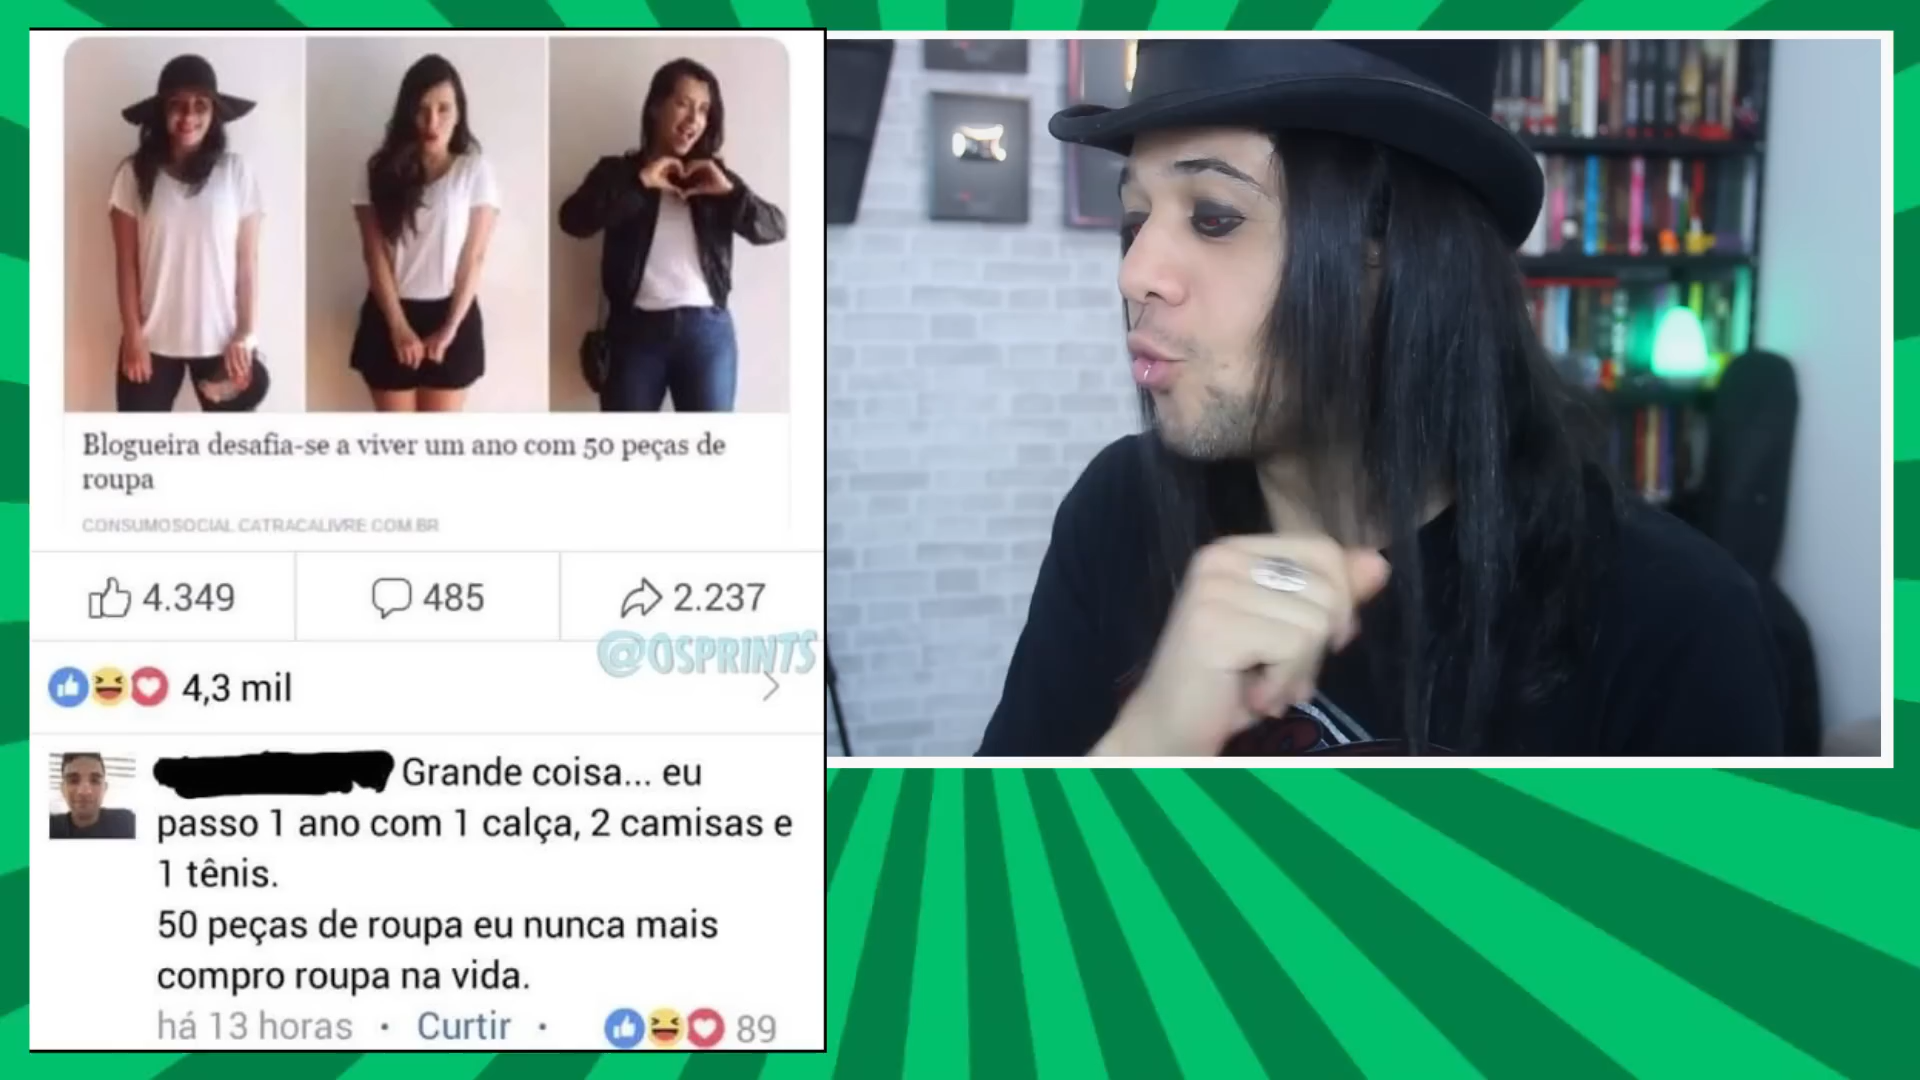 Blogueira desafia-se a viver um ano com 50 peças de
roupa
CONSUMOSOCIAL.CATRACALIVRE.COM.BR
4.349
485
2.237
@OSPRINTS
4,3 mil
Grande coisa... eu
passo 1 ano com 1 calça, 2 camisas e
1 tênis.
50 peças de roupa eu nunca mais
compro roupa na vida.
há 13 horas · Curtir ·
89